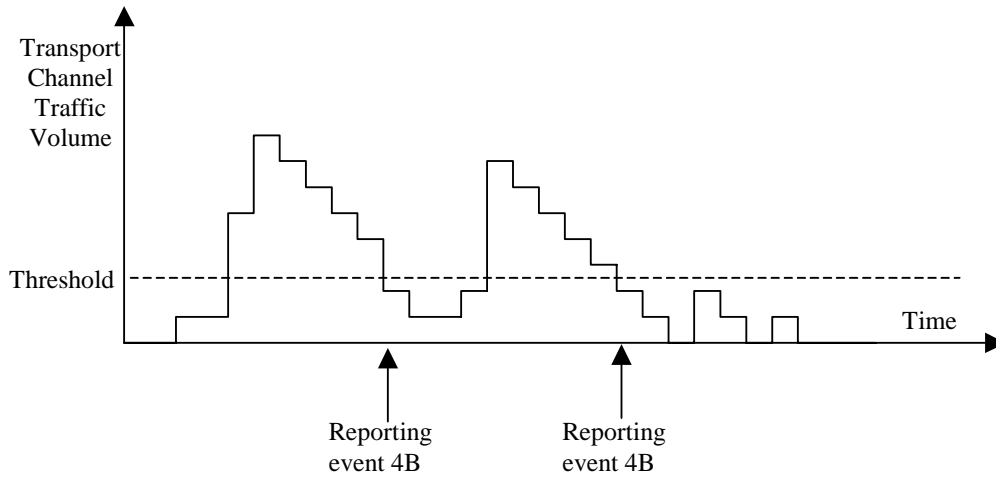 Transport
Channel
Traffic
Volume
Threshold
Time
Reporting
event 4B
Reporting
event 4B